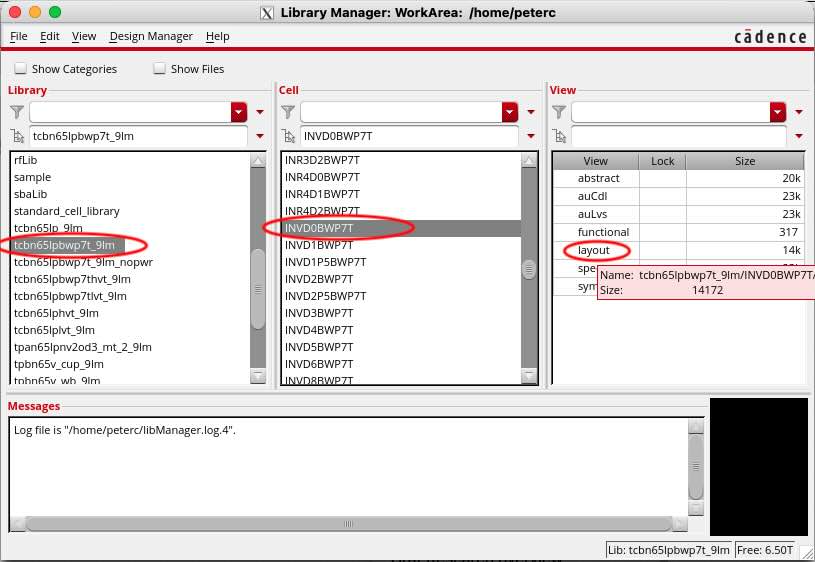 Library Manager: WorkArea: /home/peterc
File Edit View Design Manager Help
cādence
Show Categories Show Files
Library
tcbn65lpbwp7t_9lm
rfLib
sample
sbaLib
standard_cell_library
tcbn65lp_9lm
tcbn65lpbwp7t_9lm
tcbn65lpbwp7t_9lm_nopwr
tcbn65lpbwp7thvt_9lm
tcbn65lpbwp7tlvt_9lm
tcbn65lphvt_9lm
tcbn65lplvt_9lm
tpan65lpnv2od3_mt_2_9lm
tpbn65v_cup_9lm
tpbn65v_wb_9lm
Cell
INVD0BWP7T
INR3D2BWP7T
INR4D0BWP7T
INR4D1BWP7T
INR4D2BWP7T
INVD0BWP7T
INVD1BWP7T
INVD1P5BWP7T
INVD2BWP7T
INVD2P5BWP7T
INVD3BWP7T
INVD4BWP7T
INVD5BWP7T
INVD6BWP7T
INVD8BWP7T
View
View Lock Size
abstract 20k
auCdl 23k
auLvs 23k
functional 317
layout 14k
Name: tcbn65lpbwp7t_9lm/INVD0BWP7T/
Size: 14172
Messages
Log file is "/home/peterc/libManager.log.4".
Lib: tcbn65lpbwp7t_9lm Free: 6.50T